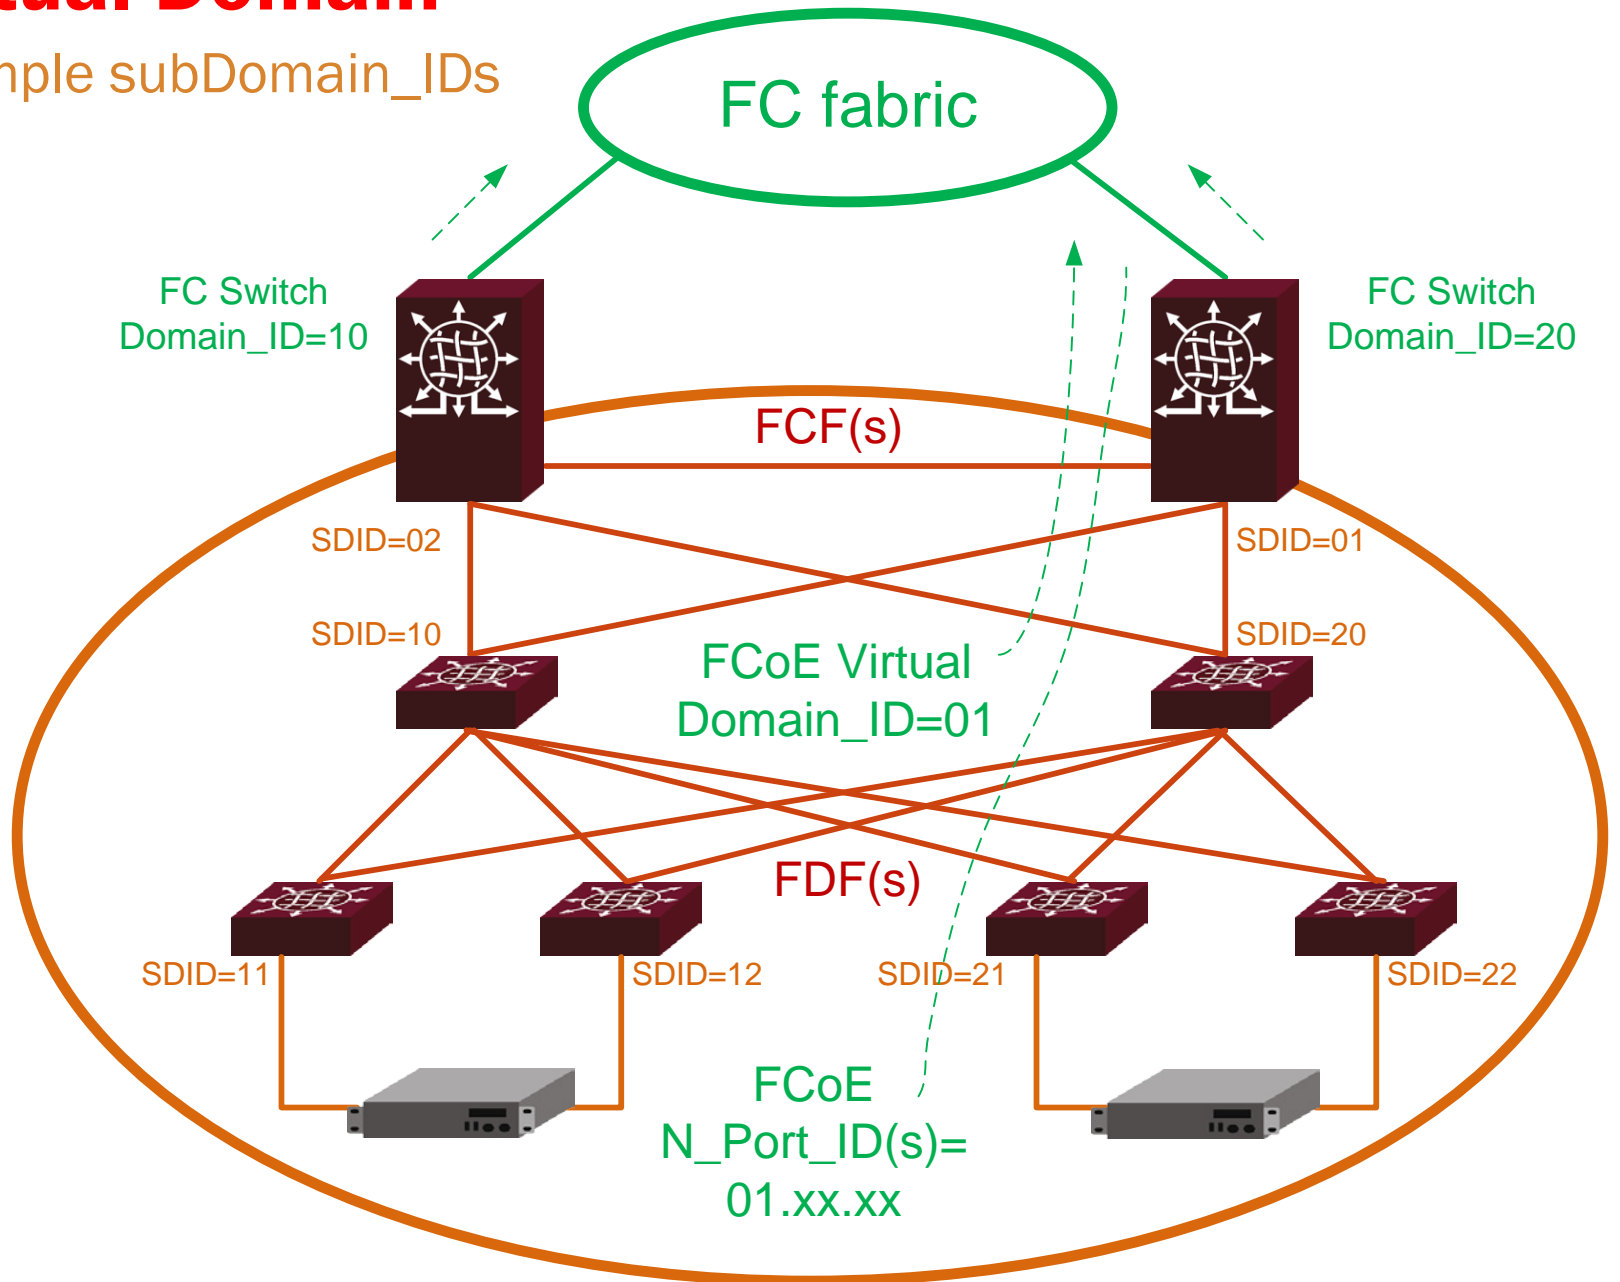 Domain
subDomain_IDs
FC fabric
FC Switch
Domain_ID=10
FC Switch
Domain_ID=20
FCF(s)
SDID=02
SDID=01
SDID=10
SDID=20
FCoE Virtual
Domain_ID=01
FDF(s)
SDID=11
SDID=12
SDID=21
SDID=22
FCoE
N_Port_ID(s)=
01.xx.xx